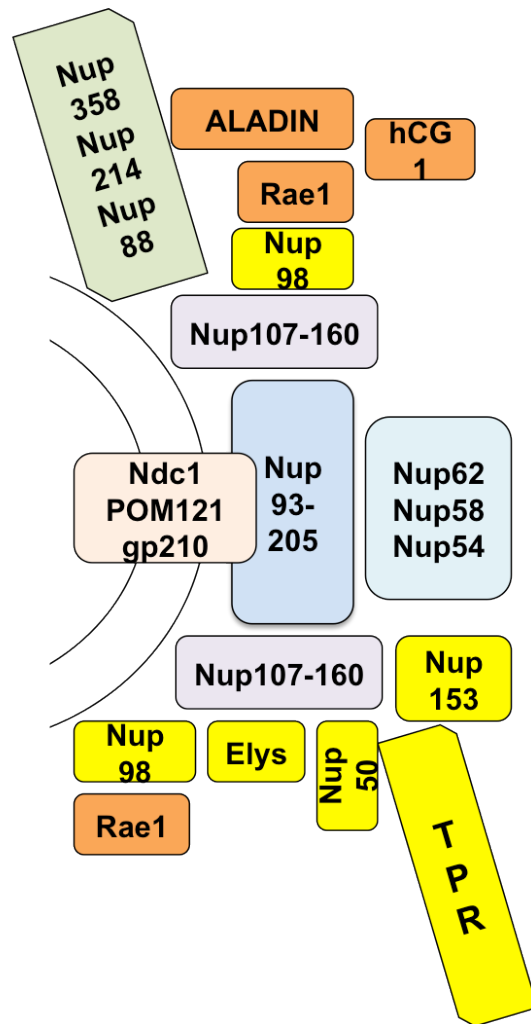 Nup
358
Nup
214
Nup
88
ALADIN
hCG
1
Rae1
Nup
98
Nup107-160
Ndc1
POM121
gp210
Nup
93-
205
Nup62
Nup58
Nup54
Nup107-160
Nup
153
Nup
98
Elys
Nup
50
Rae1
T
P
R